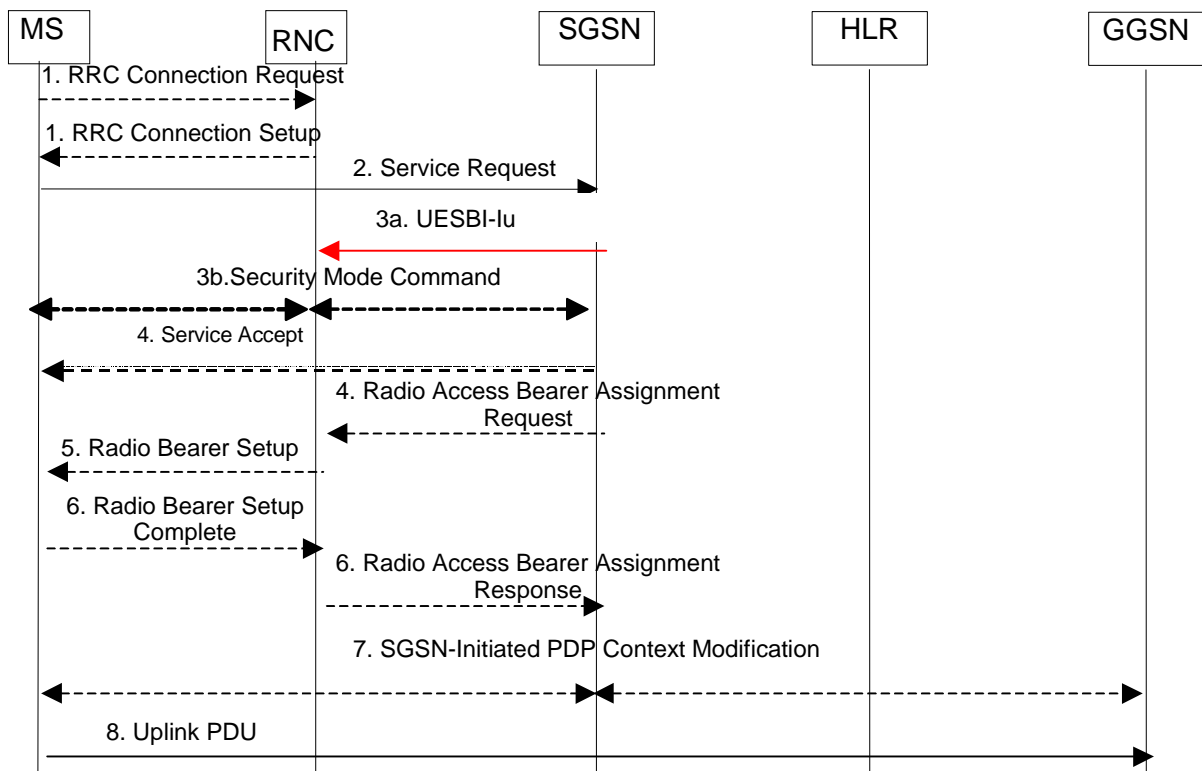 MS
RNC
SGSN
HLR
GGSN
1. RRC Connection Request
1. RRC Connection Setup
2. Service Request
3a. UESBI-Iu
3b.Security Mode Command
4. Service Accept
4. Radio Access Bearer Assignment
Request
5. Radio Bearer Setup
6. Radio Bearer Setup
Complete
6. Radio Access Bearer Assignment
Response
7. SGSN-Initiated PDP Context Modification
8. Uplink PDU